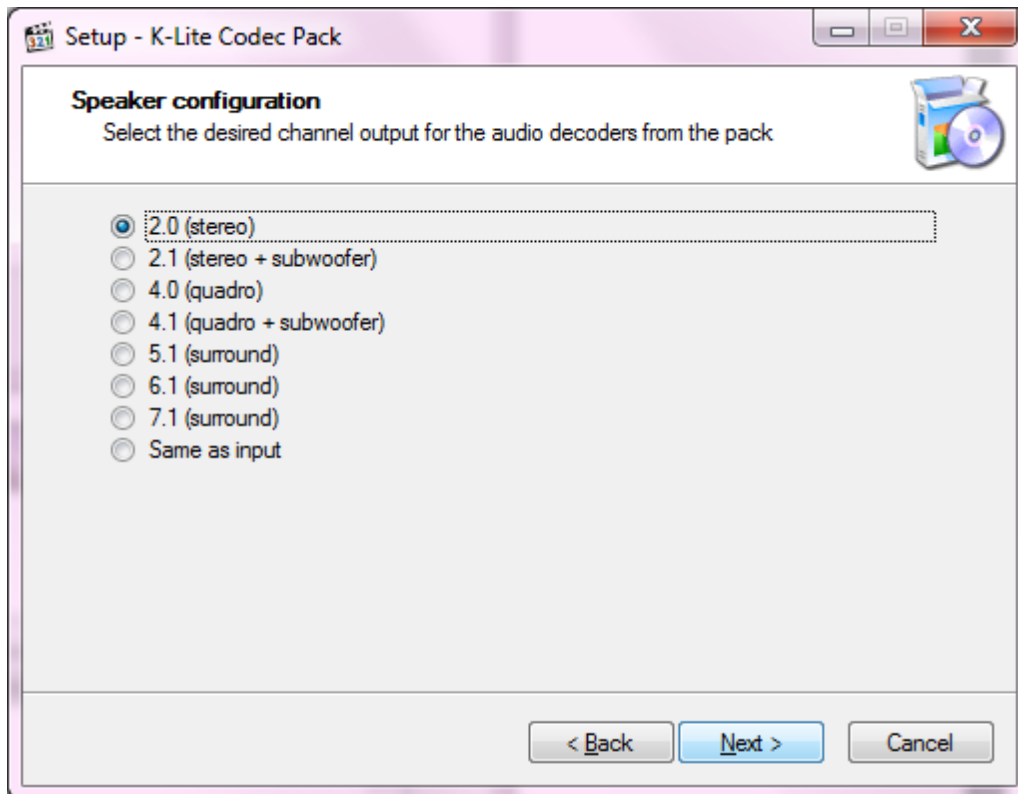 Setup - K-Lite Codec Pack
Speaker configuration
Select the desired channel output for the audio decoders from the pack
2.0 (stereo)
2.1 (stereo + subwoofer)
4.0 (quadro)
4.1 (quadro + subwoofer)
5.1 (surround)
6.1 (surround)
7.1 (surround)
Same as input
< Back Next > Cancel